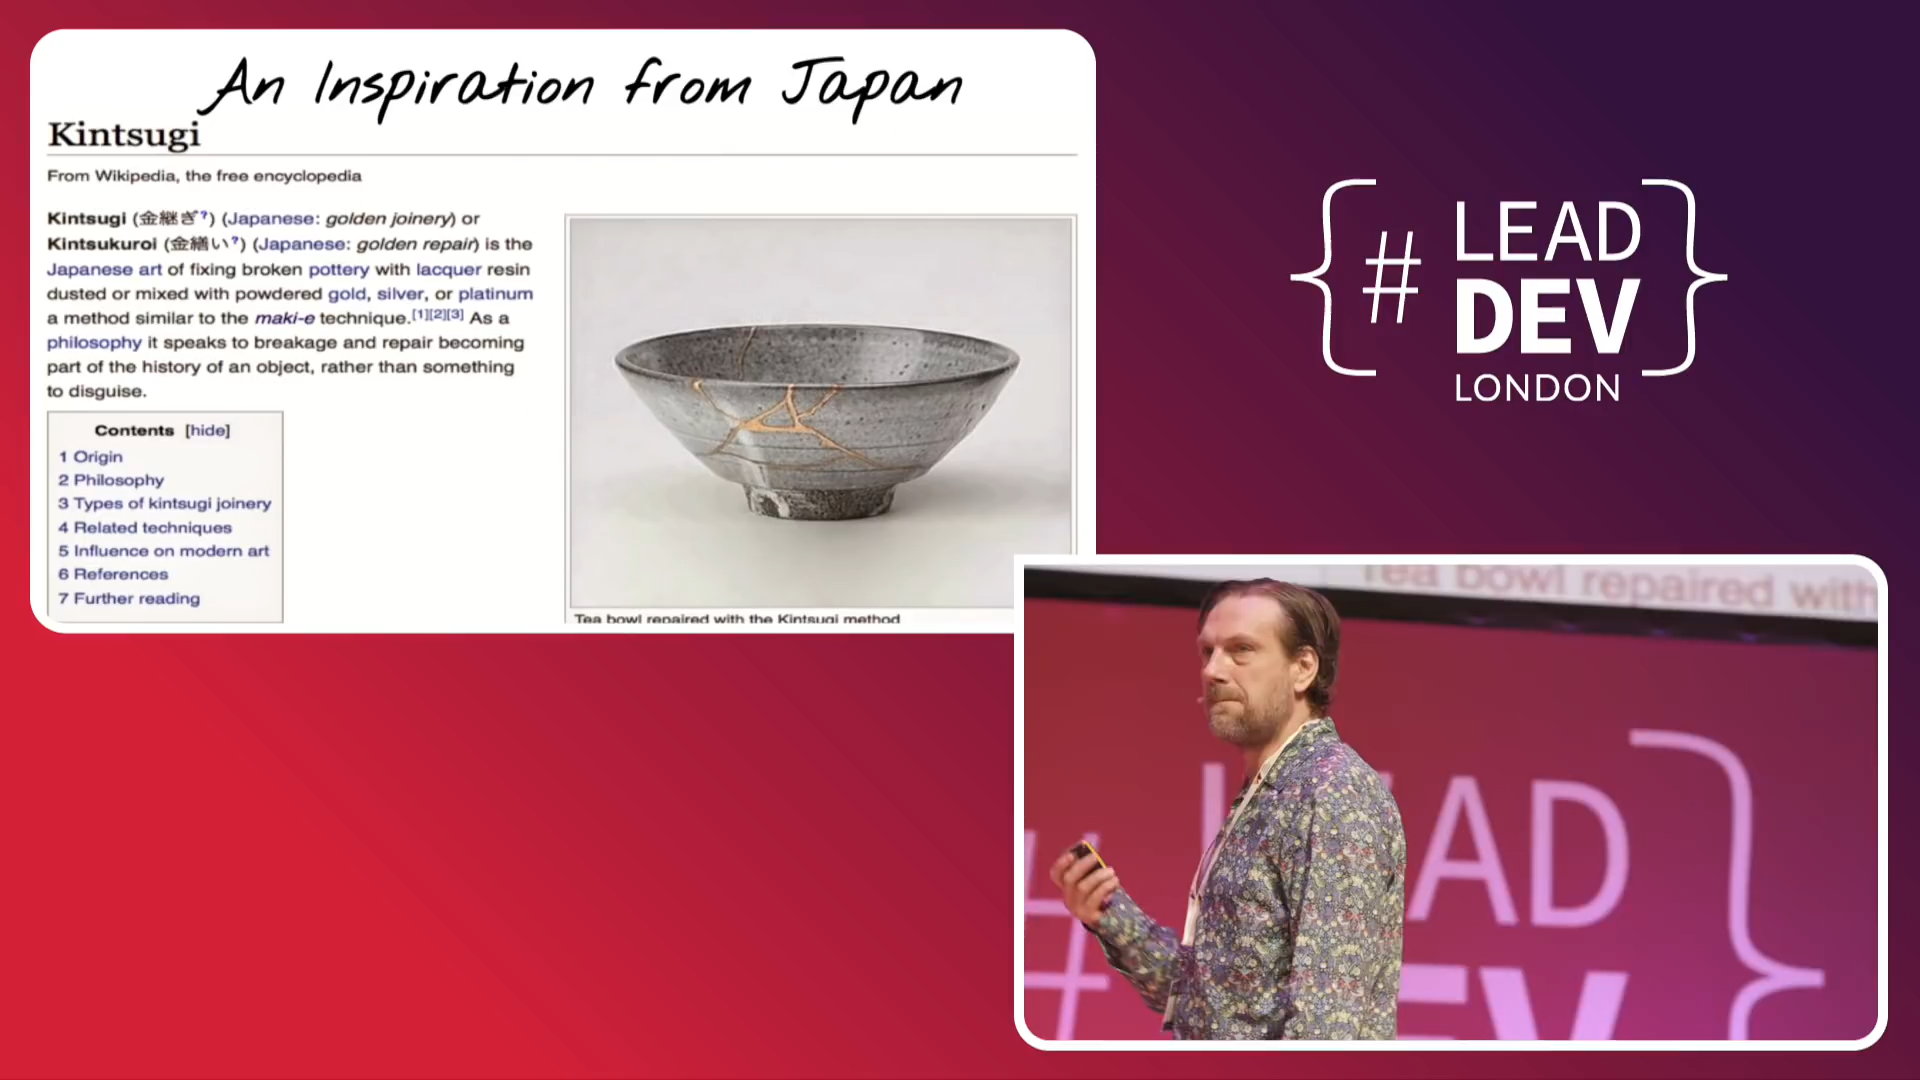 An Inspiration from Japan
Kintsugi
From Wikipedia, the free encyclopedia
Kintsugi (金継ぎ?) (Japanese: golden joinery) or
Kintsukuroi (金繕い?) (Japanese: golden repair) is the
Japanese art of fixing broken pottery with lacquer resin
dusted or mixed with powdered gold, silver, or platinum
a method similar to the maki-e technique.[1][2][3] As a
philosophy it speaks to breakage and repair becoming
part of the history of an object, rather than something
to disguise.
Contents [hide]
1 Origin
2 Philosophy
3 Types of kintsugi joinery
4 Related techniques
5 Influence on modern art
6 References
7 Further reading
Tea bowl repaired with the Kintsugi method
{# LEAD
DEV
LONDON }
Tea bowl repaired with
# LEAD }
DEV